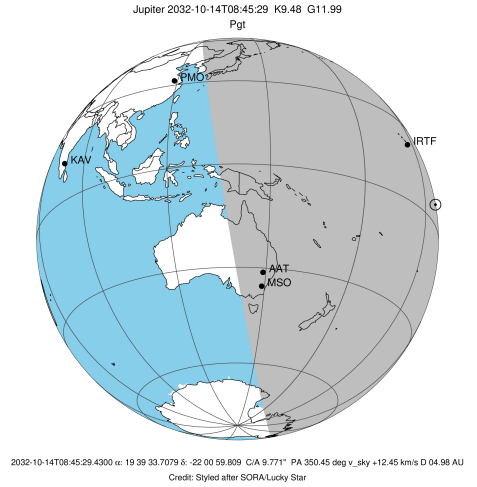 Jupiter 2032-10-14T08:45:29 K9.48 G11.99
Pgt
PMO
IRTF
KAV
AAT
MSO
2032-10-14T08:45:29.4300 α: 19 39 33.7079 δ: -22 00 59.809 C/A 9.771" PA 350.45 deg v_sky +12.45 km/s D 04.98 AU
Credit: Styled after SORA/Lucky Star